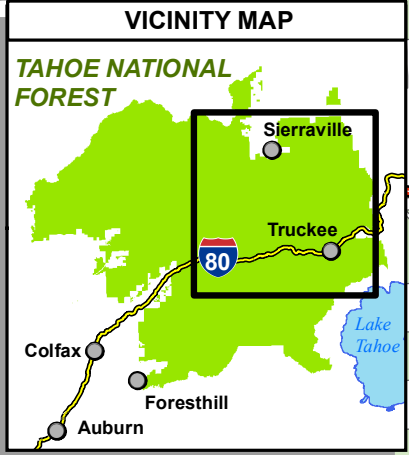 VICINITY MAP
TAHOE NATIONAL
FOREST
Sierraville
Truckee
80
Lake
Tahoe
Colfax
Foresthill
Auburn